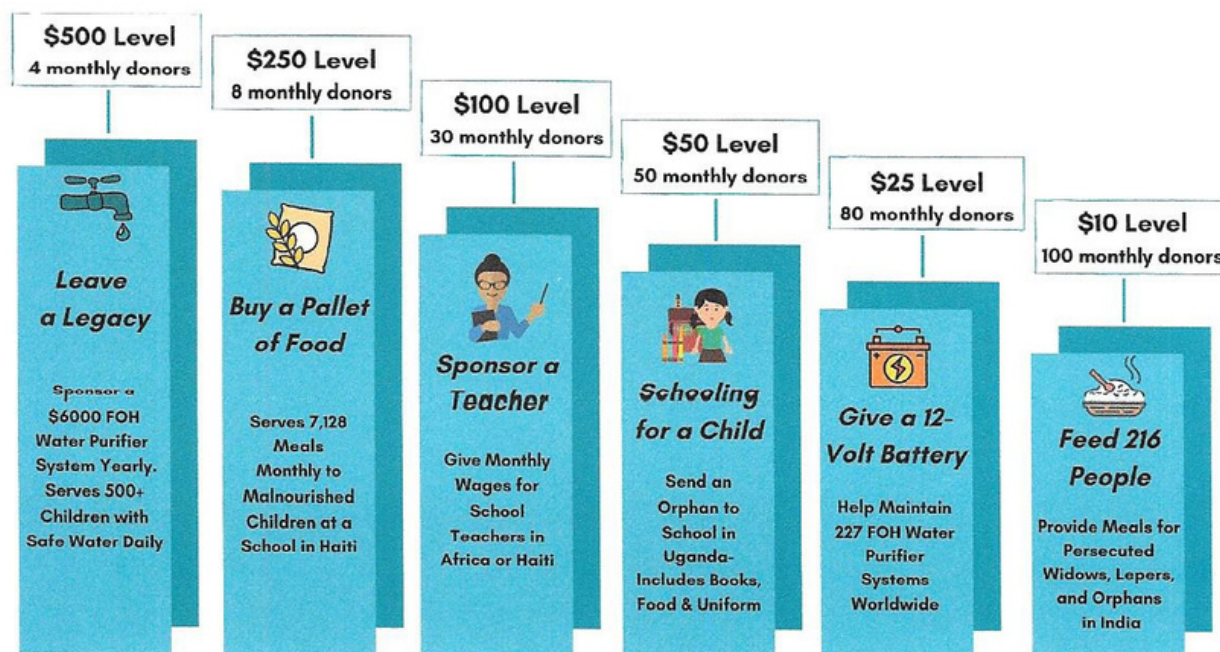 $500 Level
4 monthly donors
Leave
a Legacy
Sponsor a
$6000 FOH
Water Purifier
System Yearly.
Serves 500+
Children with
Safe Water Daily
$250 Level
8 monthly donors
Buy a Pallet
of Food
Serves 7,128
Meals
Monthly to
Malnourished
Children at a
School in Haiti
$100 Level
30 monthly donors
Sponsor a
Teacher
Give Monthly
Wages for
School
Teachers in
Africa or Haiti
$50 Level
50 monthly donors
Schooling
for a Child
Send an
Orphan to
School in
Uganda-
Includes Books,
Food & Uniform
$25 Level
80 monthly donors
Give a 12-
Volt Battery
Help Maintain
227 FOH Water
Purifier
Systems
Worldwide
$10 Level
100 monthly donors
Feed 216
People
Provide Meals for
Persecuted
Widows, Lepers,
and Orphans
in India